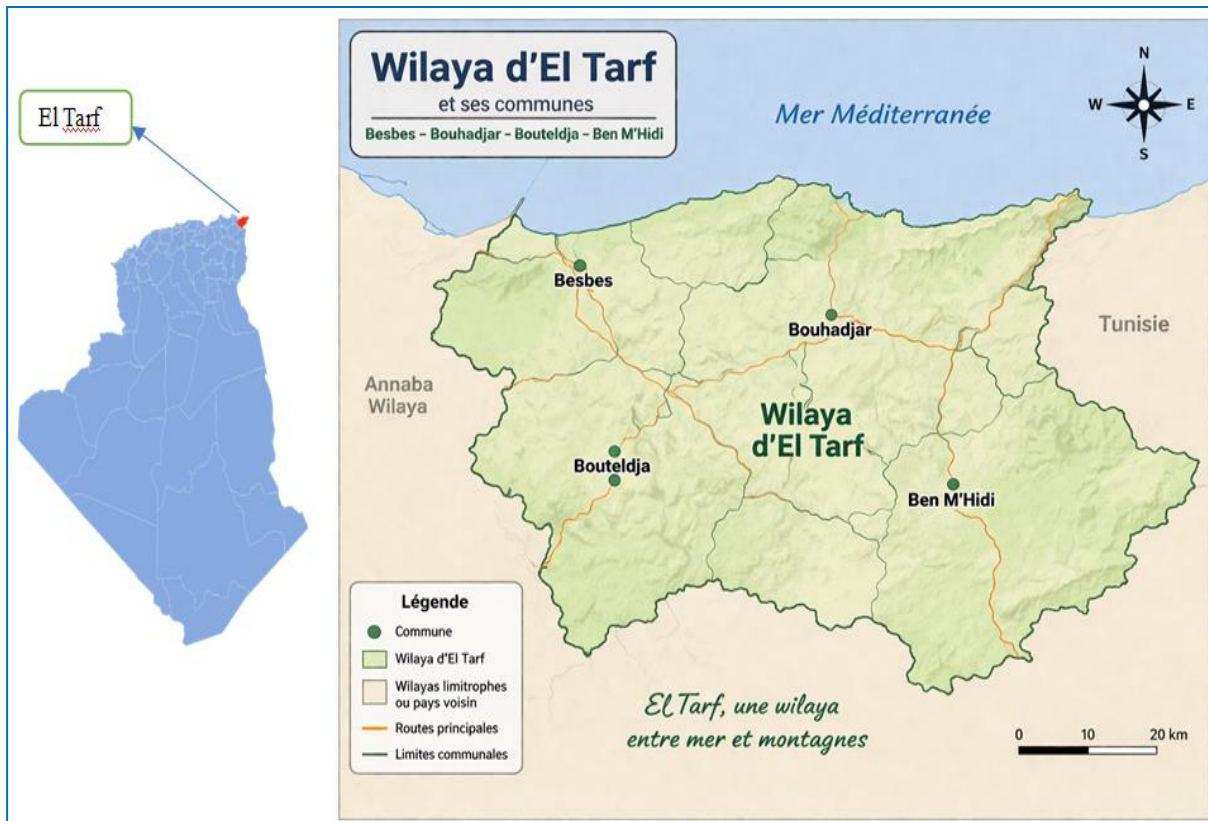 El Tarf
Wilaya d'El Tarf
et ses communes
Besbes – Bouhadjar – Bouteldja – Ben M'Hidi
Mer Méditerranée
N
W
E
S
Besbes
Bouhadjar
Tunisie
Annaba
Wilaya
Wilaya
d'El Tarf
Bouteldja
Ben M'Hidi
Légende
Commune
Wilaya d'El Tarf
Wilayas limitrophes
ou pays voisin
Routes principales
Limites communales
El Tarf, une wilaya
entre mer et montagnes
0 10 20 km